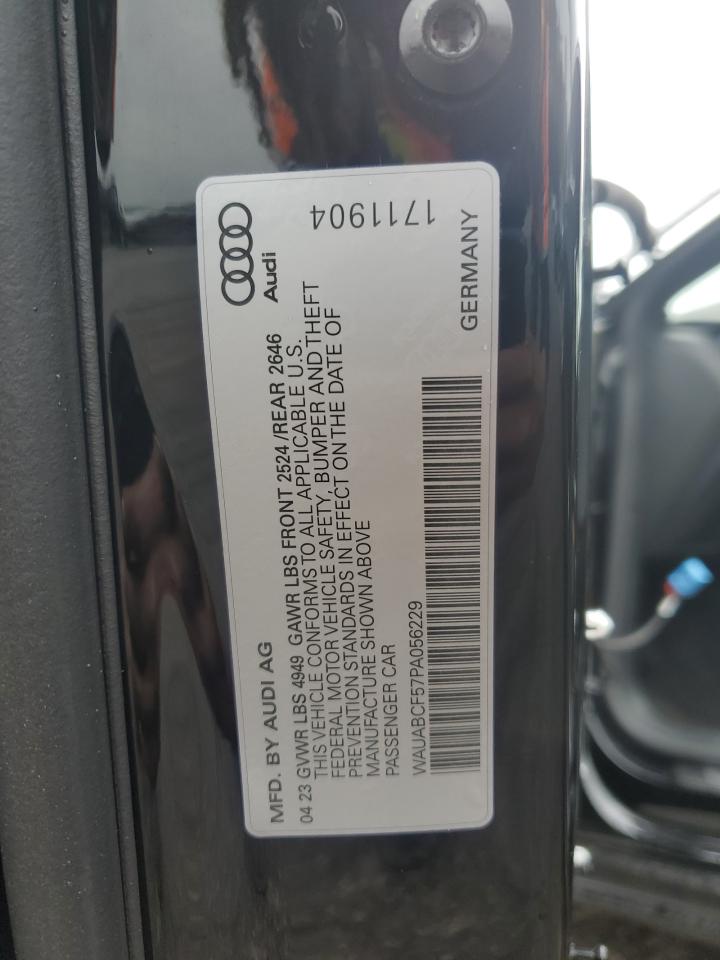 Audi
MFD. BY AUDI AG
04 23 GVWR LBS 4949 GAWR LBS FRONT 2524 /REAR 2646
THIS VEHICLE CONFORMS TO ALL APPLICABLE U.S.
FEDERAL MOTOR VEHICLE SAFETY, BUMPER AND THEFT
PREVENTION STANDARDS IN EFFECT ON THE DATE OF
MANUFACTURE SHOWN ABOVE
PASSENGER CAR
1711904
WAUABCF57PA056229
GERMANY